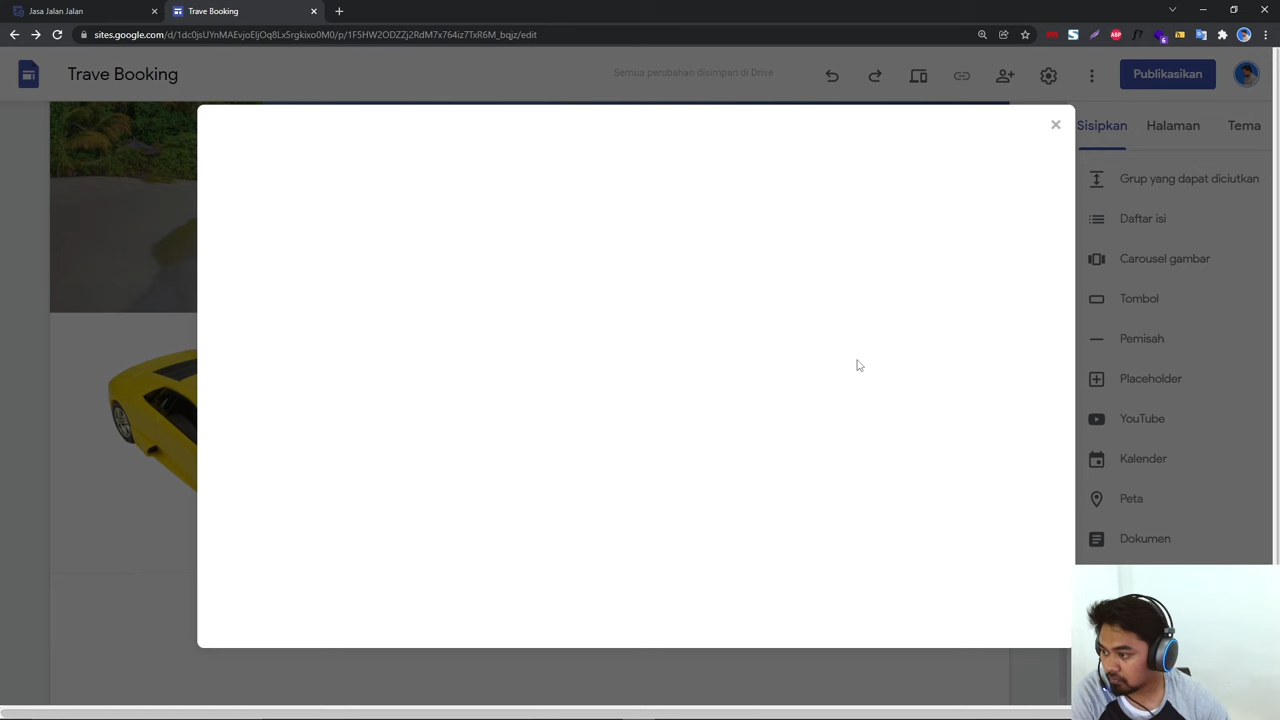 Jasa Jalan Jalan
Trave Booking
sites.google.com/d/1dc0jsUYnMAEvjoEIjOq8Lx5rgkixo0M0/p/1F5HW2ODZZj2RdM7x764iz7TxR6M_bqjz/edit
Trave Booking
Semua perubahan disimpan di Drive
Publikasikan
Sisipkan
Halaman
Tema
Grup yang dapat diciutkan
Daftar isi
Carousel gambar
Tombol
Pemisah
Placeholder
YouTube
Kalender
Peta
Dokumen